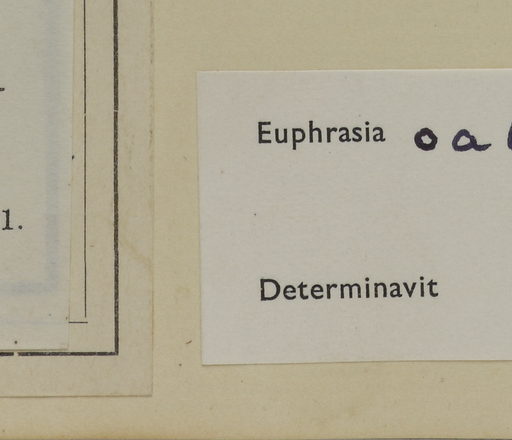 1.
Euphrasia
Determinavit